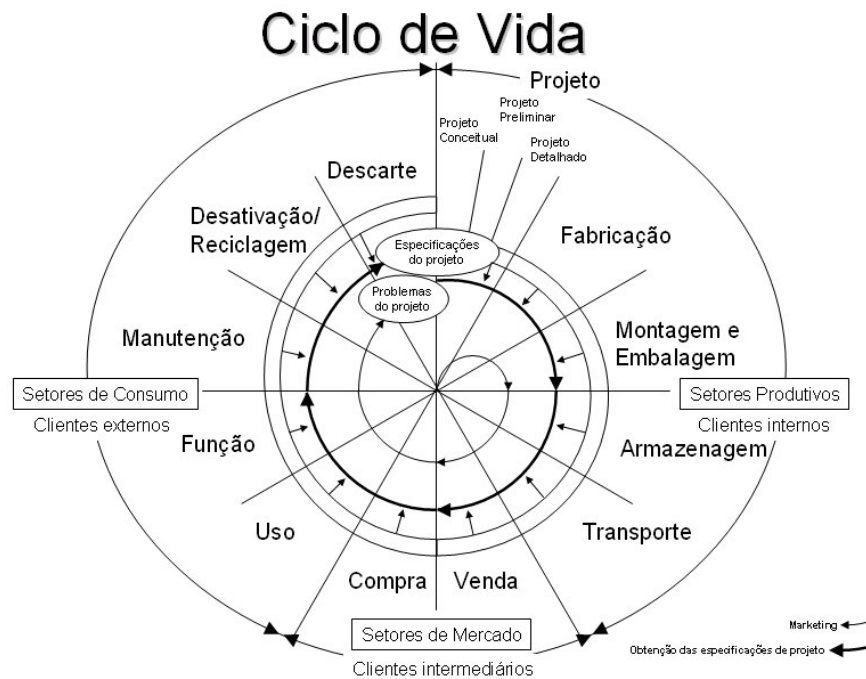 Ciclo de Vida
Projeto
Projeto
Preliminar
Projeto
Conceitual
Projeto
Detalhado
Descarte
Desativação/
Reciclagem
Fabricação
Especificações
do projeto
Problemas
do projeto
Manutenção
Montagem e
Embalagem
Setores de Consumo
Clientes externos
Setores Produtivos
Clientes internos
Função
Armazenagem
Uso
Transporte
Compra
Venda
Setores de Mercado
Clientes intermediários
Marketing
Obtenção das especificações de projeto